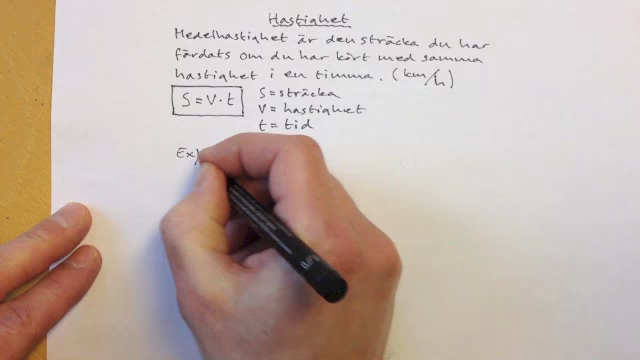 Hastighet
Medelhastighet är den sträcka du har
färdats om du har kört med samma
hastighet i en timma. (km/h)
S = V · t
S = sträcka
V = hastighet
t = tid
Ex)